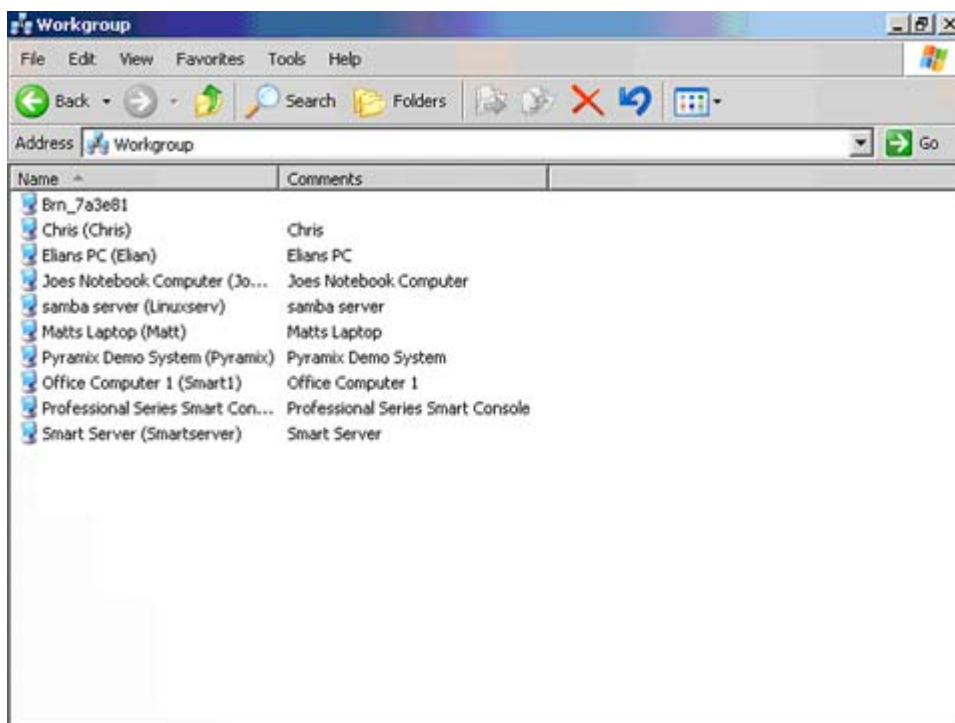 Workgroup
File Edit View Favorites Tools Help
Back Search Folders
Address Workgroup Go
Name Comments
Brn_7a3e81
Chris (Chris) Chris
Elians PC (Elian) Elians PC
Joes Notebook Computer (Jo... Joes Notebook Computer
samba server (Linuxserv) samba server
Matts Laptop (Matt) Matts Laptop
Pyramix Demo System (Pyramix) Pyramix Demo System
Office Computer 1 (Smart1) Office Computer 1
Professional Series Smart Con... Professional Series Smart Console
Smart Server (Smartserver) Smart Server